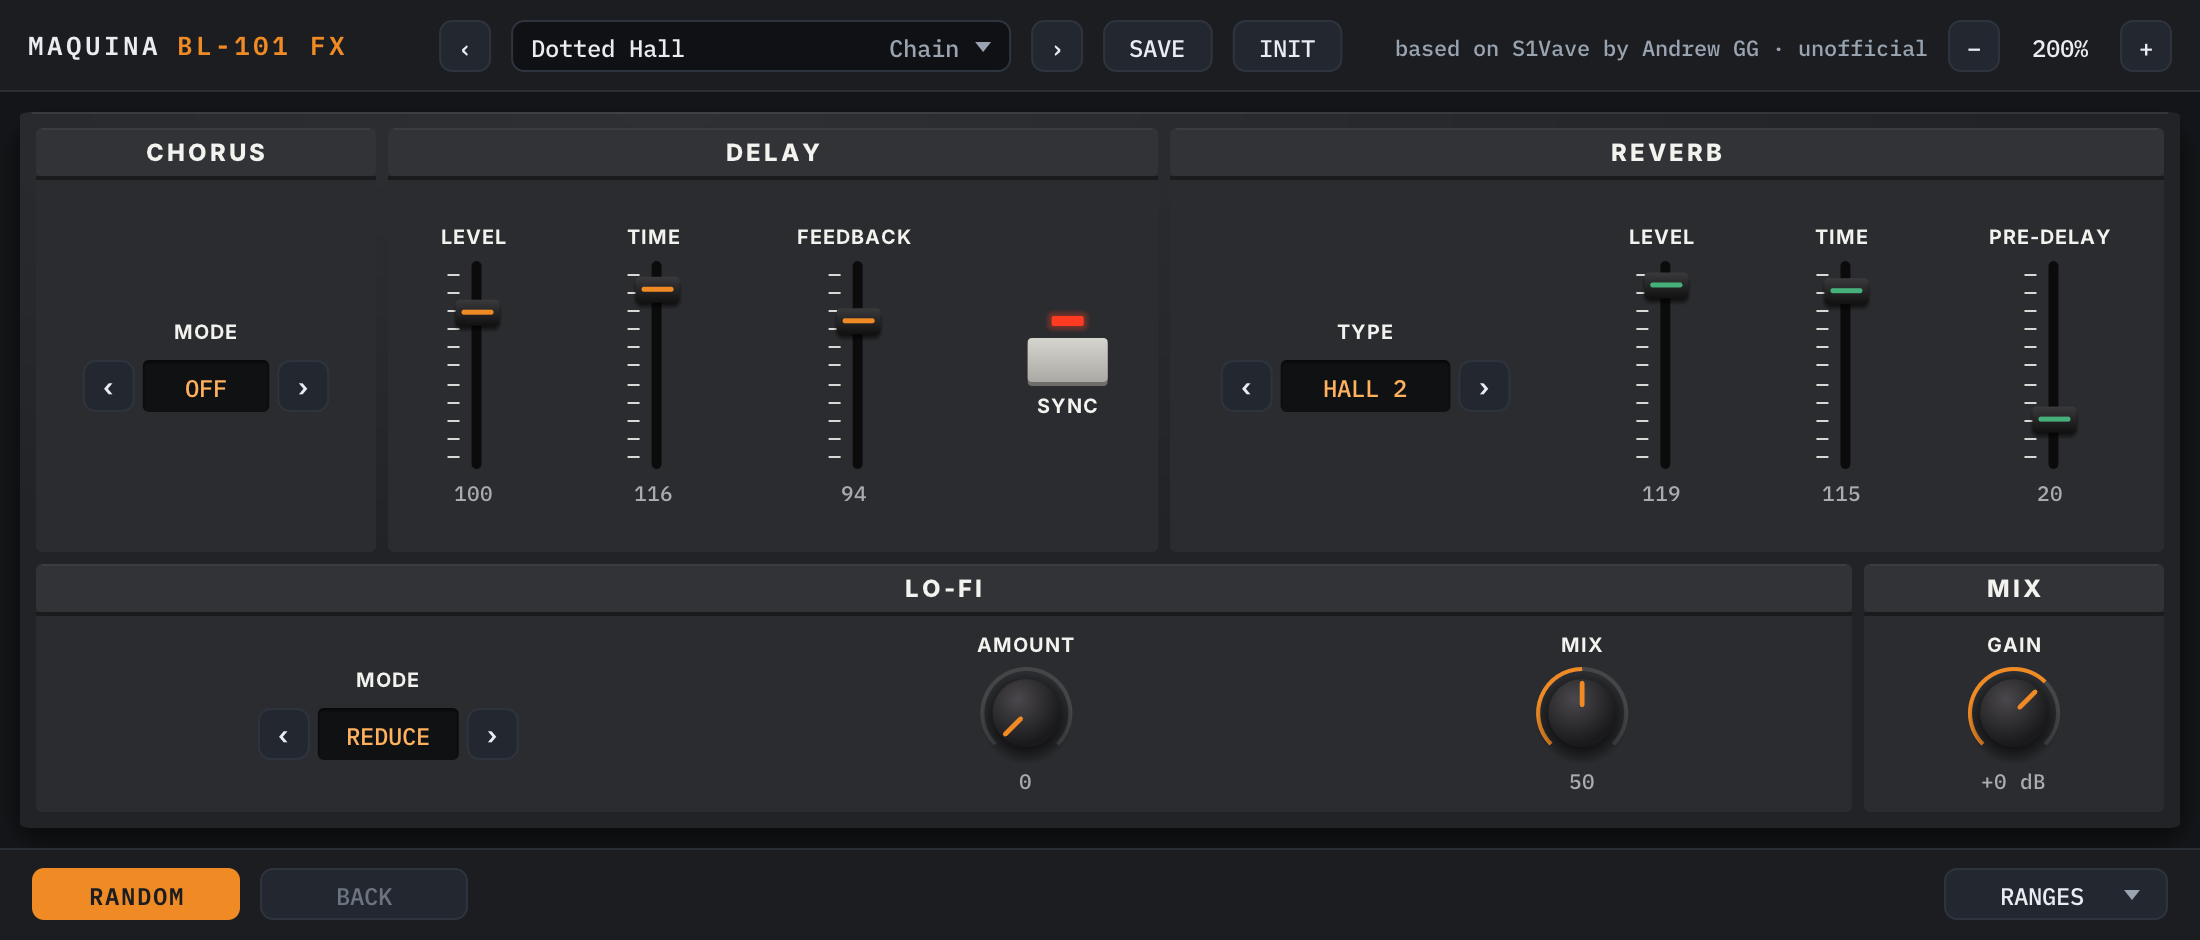 MAQUINA BL-101 FX
‹
Dotted Hall
Chain
›
SAVE
INIT
based on S1Vave by Andrew GG · unofficial
–
200%
+
CHORUS
DELAY
REVERB
LEVEL
TIME
FEEDBACK
LEVEL
TIME
PRE-DELAY
MODE
TYPE
‹ OFF ›
‹ HALL 2 ›
SYNC
100
116
94
119
115
20
LO-FI
MIX
AMOUNT
MIX
GAIN
MODE
‹ REDUCE ›
0
50
+0 dB
RANDOM
BACK
RANGES